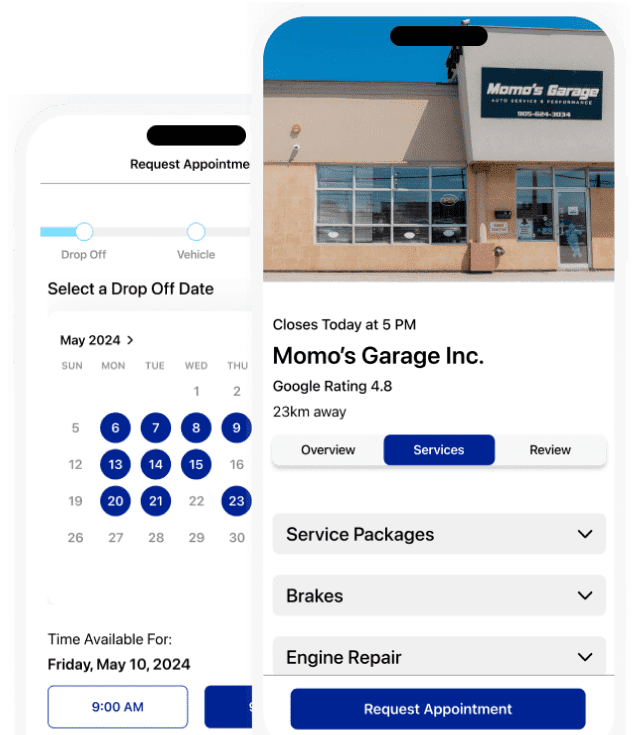 Request Appointme
Drop Off
Vehicle
Select a Drop Off Date
May 2024
SUN MON TUE WED THU
1 2
5 6 7 8 9
12 13 14 15 16
19 20 21 22 23
26 27 28 29 30
Time Available For:
Friday, May 10, 2024
9:00 AM
Momo's Garage
AUTO SERVICE & PERFORMANCE
905-624-3034
Closes Today at 5 PM
Momo's Garage Inc.
Google Rating 4.8
23km away
Overview Services Review
Service Packages
Brakes
Engine Repair
Request Appointment